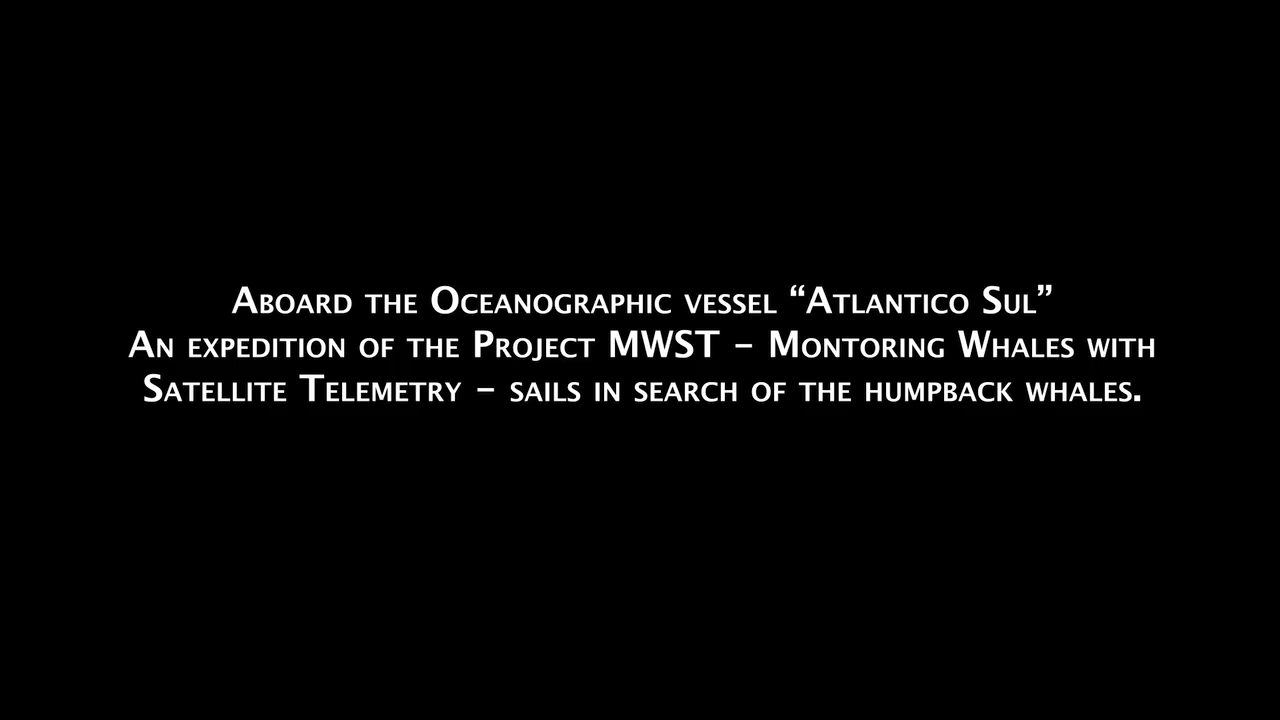 Aboard the Oceanographic vessel “Atlantico Sul”
An expedition of the Project MWST – Montoring Whales with
Satellite Telemetry – sails in search of the humpback whales.